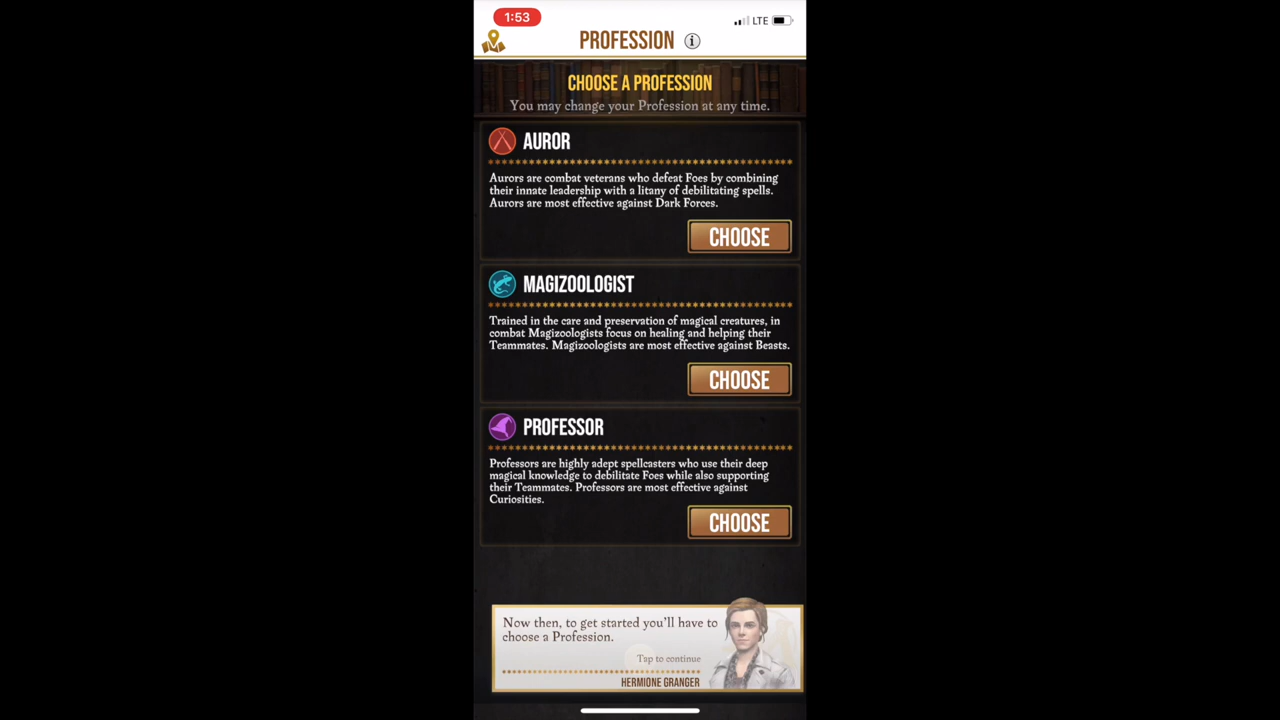 1:53
LTE
PROFESSION
CHOOSE A PROFESSION
You may change your Profession at any time.
AUROR
Aurors are combat veterans who defeat Foes by combining
their innate leadership with a litany of debilitating spells.
Aurors are most effective against Dark Forces.
CHOOSE
MAGIZOOLOGIST
Trained in the care and preservation of magical creatures, in
combat Magizoologists focus on healing and helping their
Teammates. Magizoologists are most effective against Beasts.
CHOOSE
PROFESSOR
Professors are highly adept spellcasters who use their deep
magical knowledge to debilitate Foes while also supporting
their Teammates. Professors are most effective against
Curiosities.
CHOOSE
Now then, to get started you'll have to
choose a Profession.
Tap to continue
HERMIONE GRANGER